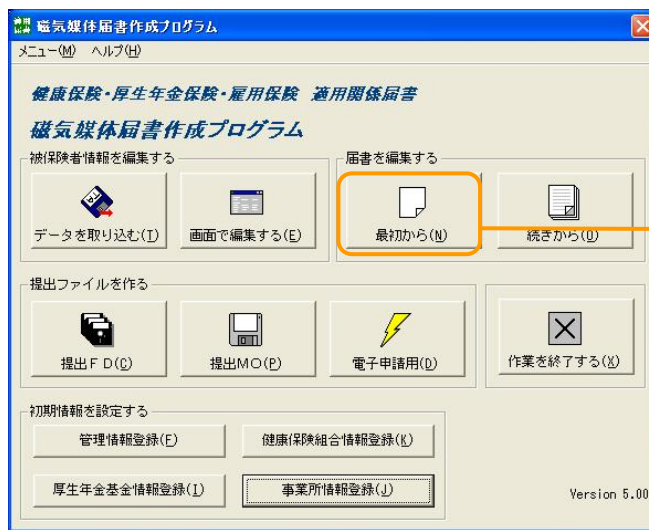 磁気媒体届書作成プログラム
メニュー(M) ヘルプ(H)
健康保険・厚生年金保険・雇用保険 適用関係届書
磁気媒体届書作成プログラム
被保険者情報を編集する
データを取り込む(T)
画面で編集する(E)
届書を編集する
最初から(N)
続きから(O)
提出ファイルを作る
提出FD(C)
提出MO(P)
電子申請用(D)
作業を終了する(X)
初期情報を設定する
管理情報登録(F)
健康保険組合情報登録(K)
厚生年金基金情報登録(I)
事業所情報登録(J)
Version 5.00